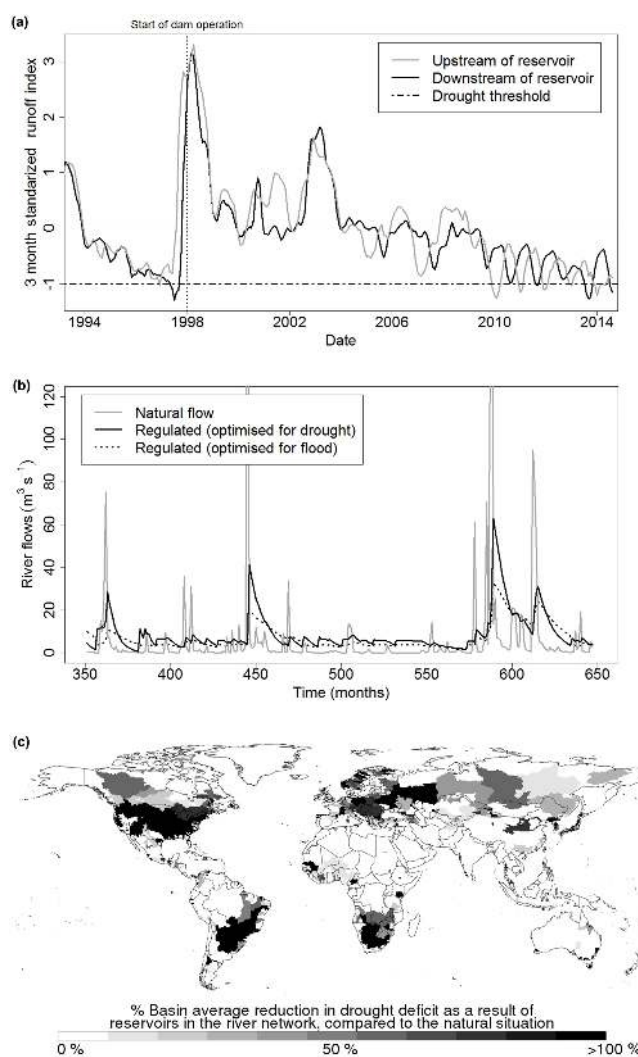 (a)
Start of dam operation
3 month standarized runoff index
3
2
1
0
-1
Upstream of reservoir
Downstream of reservoir
Drought threshold
1994 1998 2002 2006 2010 2014
Date
(b)
River flows (m³ s⁻¹)
120
100
80
60
40
20
0
Natural flow
Regulated (optimised for drought)
Regulated (optimised for flood)
350 400 450 500 550 600 650
Time (months)
(c)
% Basin average reduction in drought deficit as a result of
reservoirs in the river network, compared to the natural situation
0 % 50 % >100 %